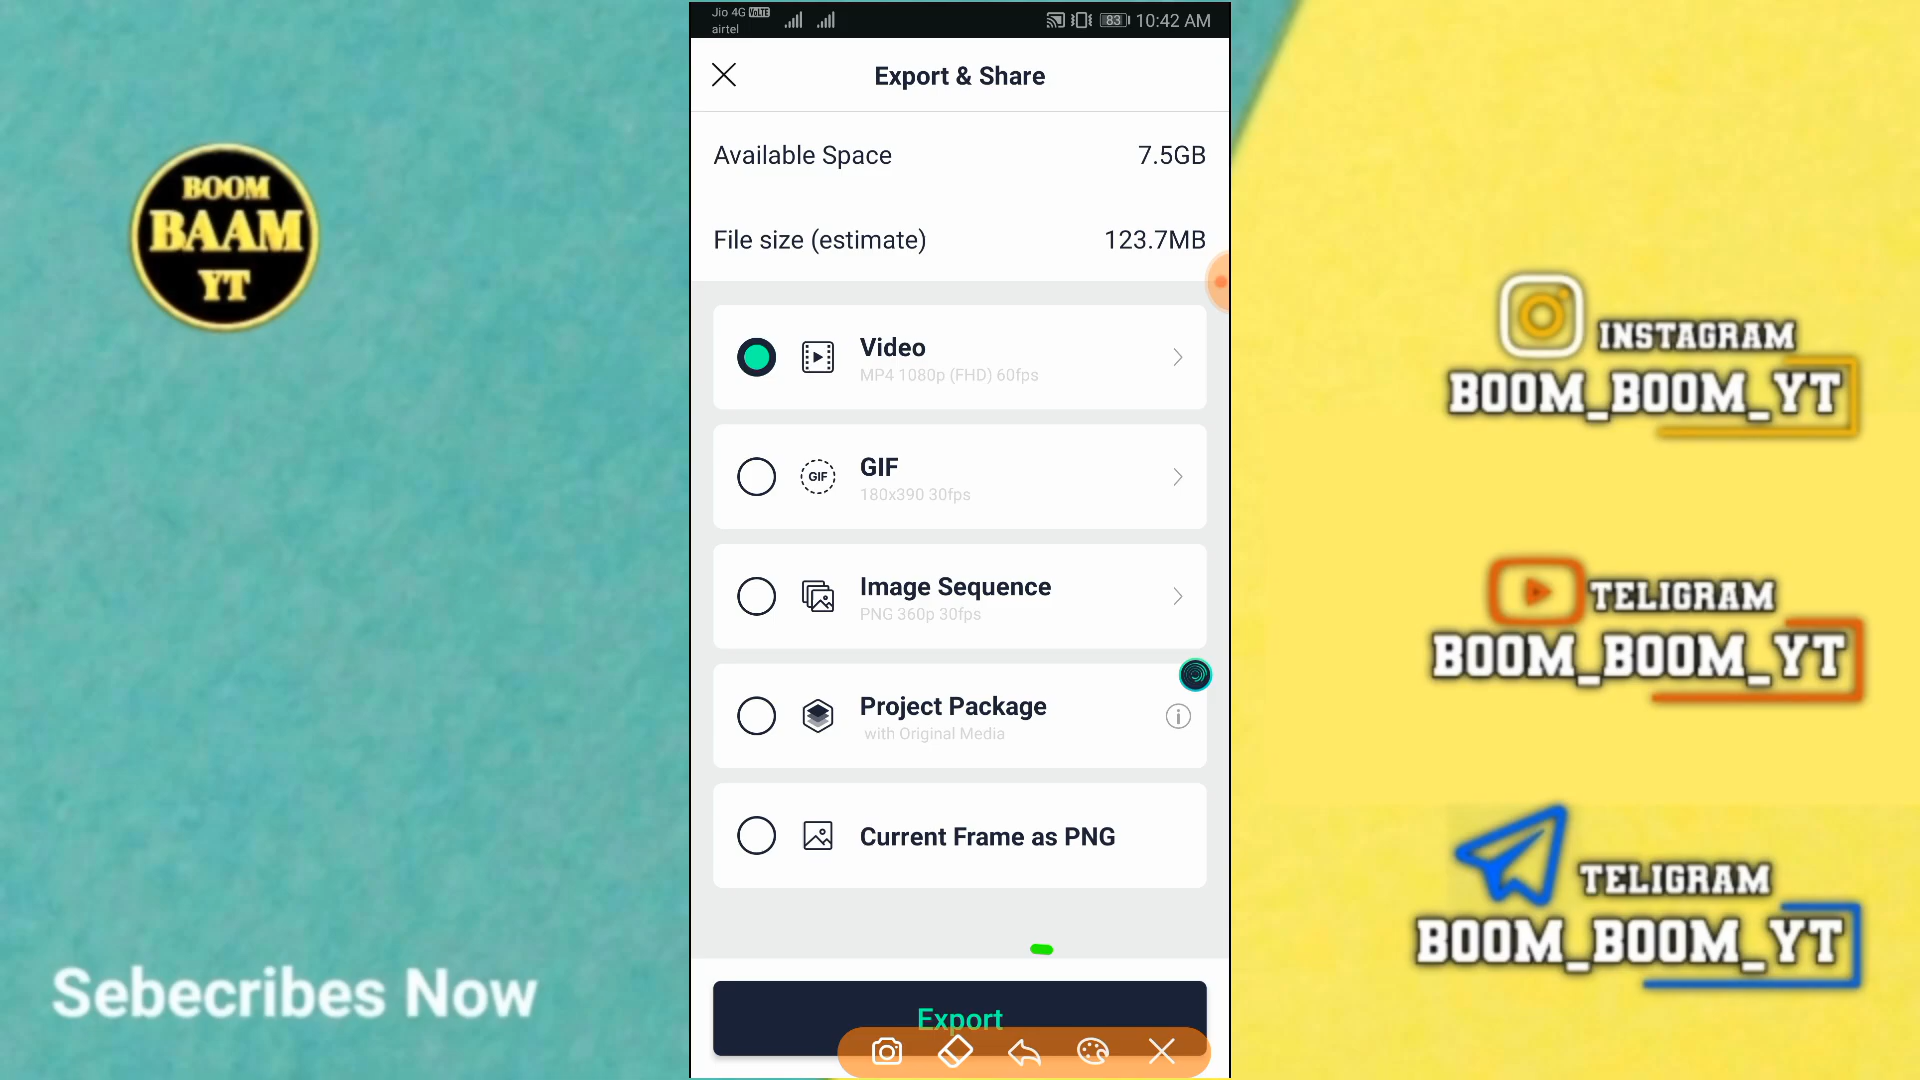 Jio 4G VoLTE
airtel
83 10:42 AM
Export & Share
Available Space 7.5GB
File size (estimate) 123.7MB
Video
MP4 1080p (FHD) 60fps
GIF
GIF
180x390 30fps
Image Sequence
PNG 360p 30fps
Project Package
with Original Media
Current Frame as PNG
Export
BOOM
BAAM
YT
Sebecribes Now
INSTAGRAM
BOOM_BOOM_YT
TELIGRAM
BOOM_BOOM_YT
TELIGRAM
BOOM_BOOM_YT